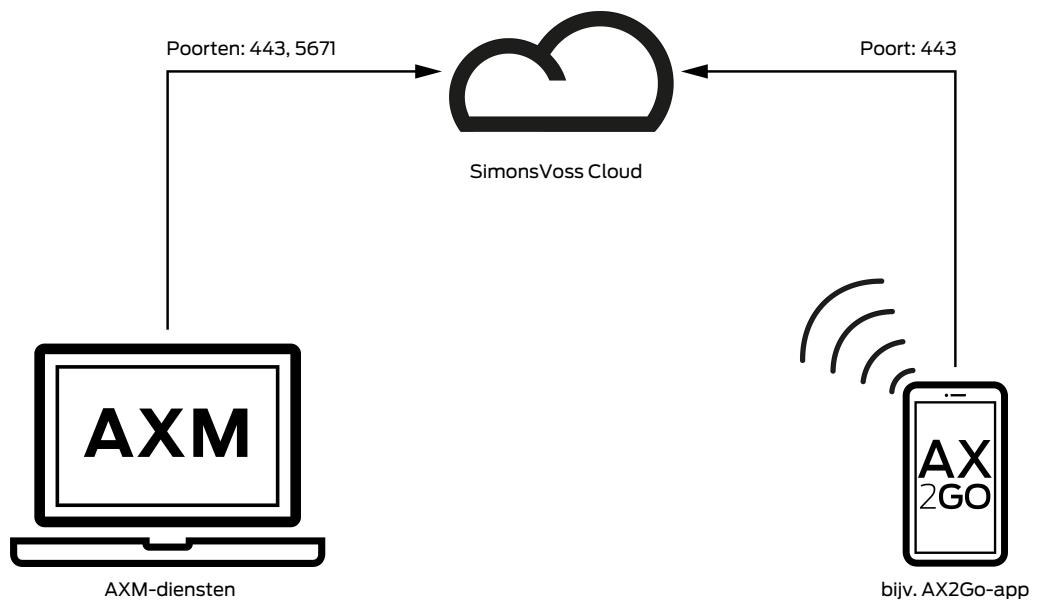 Poorten: 443, 5671
Poort: 443
SimonsVoss Cloud
AXM
AX
2GO
AXM-diensten
bijv. AX2Go-app